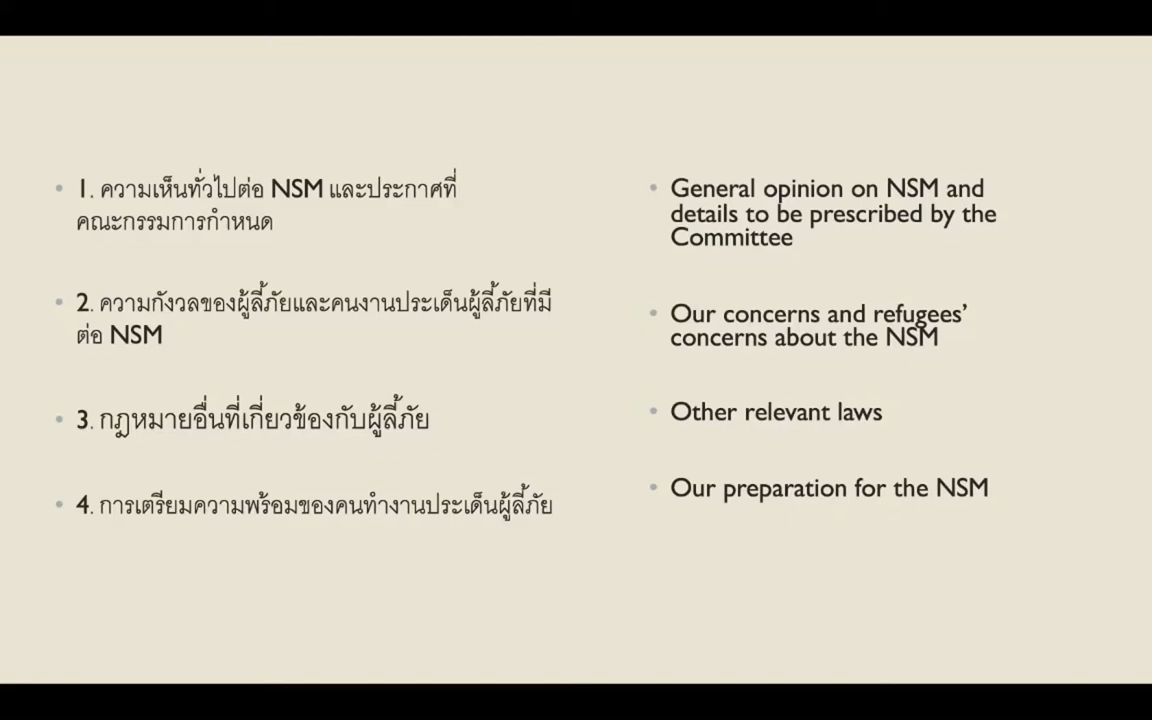 1. ความเห็นทั่วไปต่อ NSM และประกาศที่
คณะกรรมการกำหนด
2. ความกังวลของผู้ลี้ภัยและคนงานประเด็นผู้ลี้ภัยที่มี
ต่อ NSM
3. กฎหมายอื่นที่เกี่ยวข้องกับผู้ลี้ภัย
4. การเตรียมความพร้อมของคนทำงานประเด็นผู้ลี้ภัย
General opinion on NSM and
details to be prescribed by the
Committee
Our concerns and refugees’
concerns about the NSM
Other relevant laws
Our preparation for the NSM